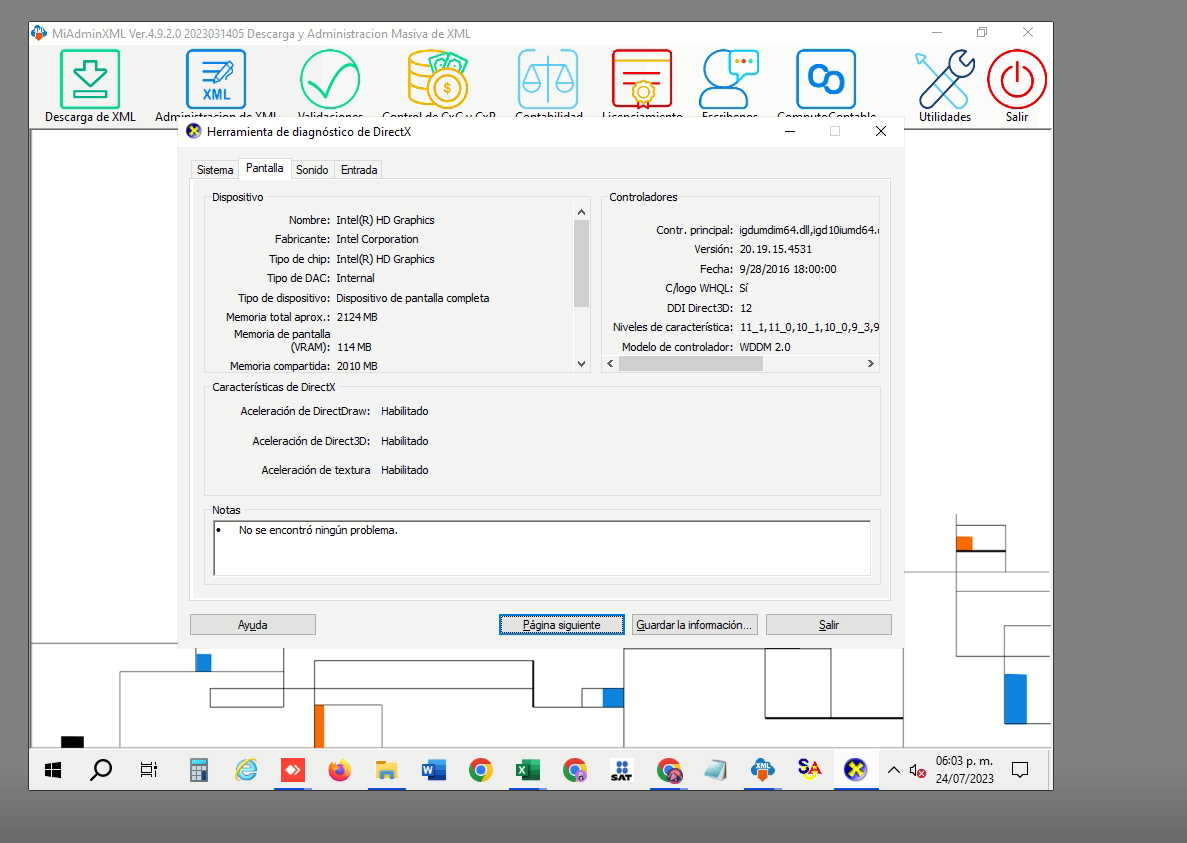 MiAdminXML Ver.4.9.2.0 2023031405 Descarga y Administracion Masiva de XML
XML
$
Descarga de XML
Administracion de XML
Validaciones
Control de CxC y CxP
Contabilidad
Licenciamiento
Escribenos
ComputoContable
Utilidades
Salir
Herramienta de diagnóstico de DirectX
Sistema
Pantalla
Sonido
Entrada
Dispositivo
Nombre: Intel(R) HD Graphics
Fabricante: Intel Corporation
Tipo de chip: Intel(R) HD Graphics
Tipo de DAC: Internal
Tipo de dispositivo: Dispositivo de pantalla completa
Memoria total aprox.: 2124 MB
Memoria de pantalla
(VRAM): 114 MB
Memoria compartida: 2010 MB
Controladores
Contr. principal: igdumdim64.dll,igd10iumd64.
Versión: 20.19.15.4531
Fecha: 9/28/2016 18:00:00
C/logo WHQL: Sí
DDI Direct3D: 12
Niveles de característica: 11_1,11_0,10_1,10_0,9_3,9
Modelo de controlador: WDDM 2.0
Características de DirectX
Aceleración de DirectDraw: Habilitado
Aceleración de Direct3D: Habilitado
Aceleración de textura Habilitado
Notas
• No se encontró ningún problema.
Ayuda
Página siguiente
Guardar la información...
Salir
SAT
XML
SA
06:03 p. m.
24/07/2023